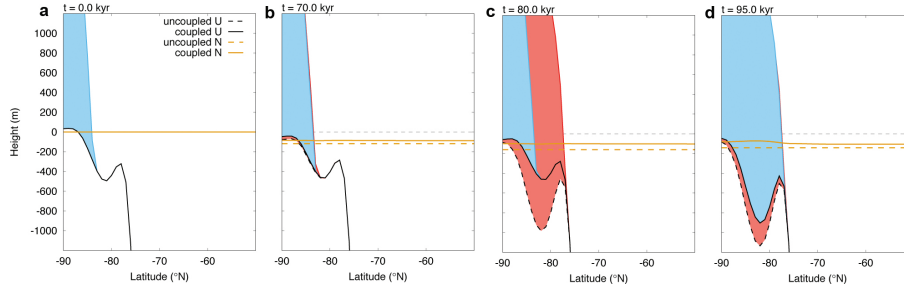 a t = 0.0 kyr
uncoupled U
coupled U
uncoupled N
coupled N
Height (m)
1000
800
600
400
200
0
-200
-400
-600
-800
-1000
-90 -80 -70 -60
Latitude (°N)
b t = 70.0 kyr
-90 -80 -70 -60
Latitude (°N)
c t = 80.0 kyr
-90 -80 -70 -60
Latitude (°N)
d t = 95.0 kyr
-90 -80 -70 -60
Latitude (°N)